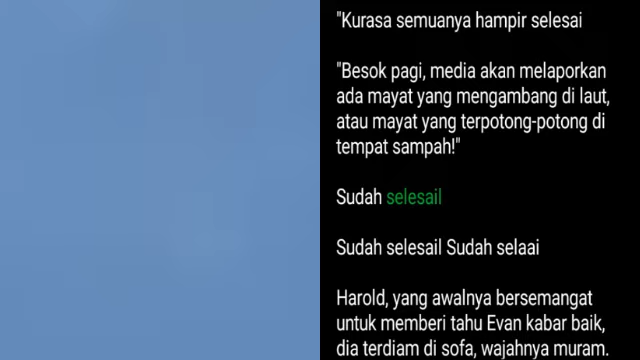 "Kurasa semuanya hampir selesai
"Besok pagi, media akan melaporkan
ada mayat yang mengambang di laut,
atau mayat yang terpotong-potong di
tempat sampah!"
Sudah selesail
Sudah selesail Sudah selaai
Harold, yang awalnya bersemangat
untuk memberi tahu Evan kabar baik,
dia terdiam di sofa, wajahnya muram.